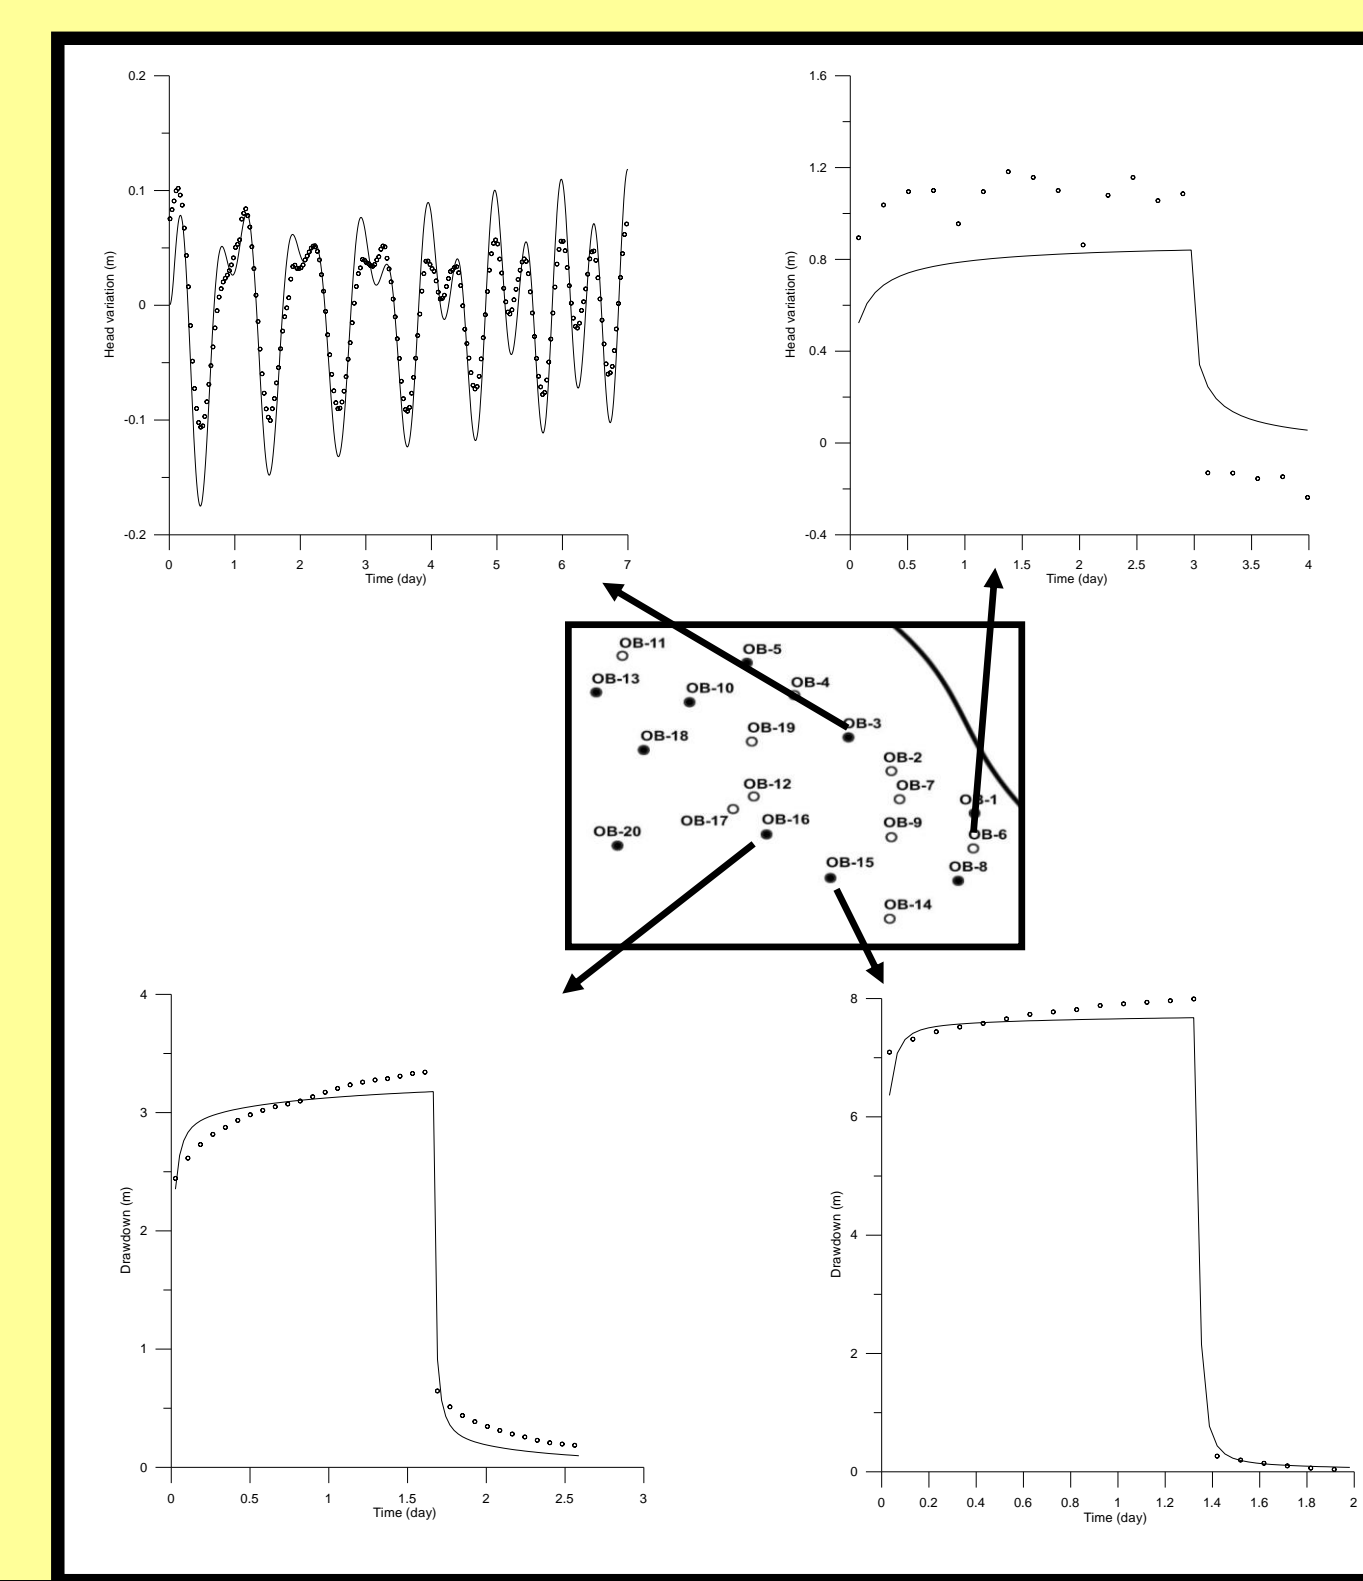 0.2
0.1
0
-0.1
-0.2
Head variation (m)
0 1 2 3 4 5 6 7
Time (day)
1.6
1.2
0.8
0.4
0
-0.4
Head variation (m)
0 0.5 1 1.5 2 2.5 3 3.5 4
Time (day)
OB-11
OB-5
OB-13
OB-10
OB-4
OB-3
OB-18
OB-19
OB-2
OB-12
OB-7
OB-1
OB-17
OB-16
OB-9
OB-6
OB-20
OB-15
OB-8
OB-14
4
3
2
1
0
Drawdown (m)
0 0.5 1 1.5 2 2.5 3
Time (day)
8
6
4
2
0
Drawdown (m)
0 0.2 0.4 0.6 0.8 1 1.2 1.4 1.6 1.8 2
Time (day)